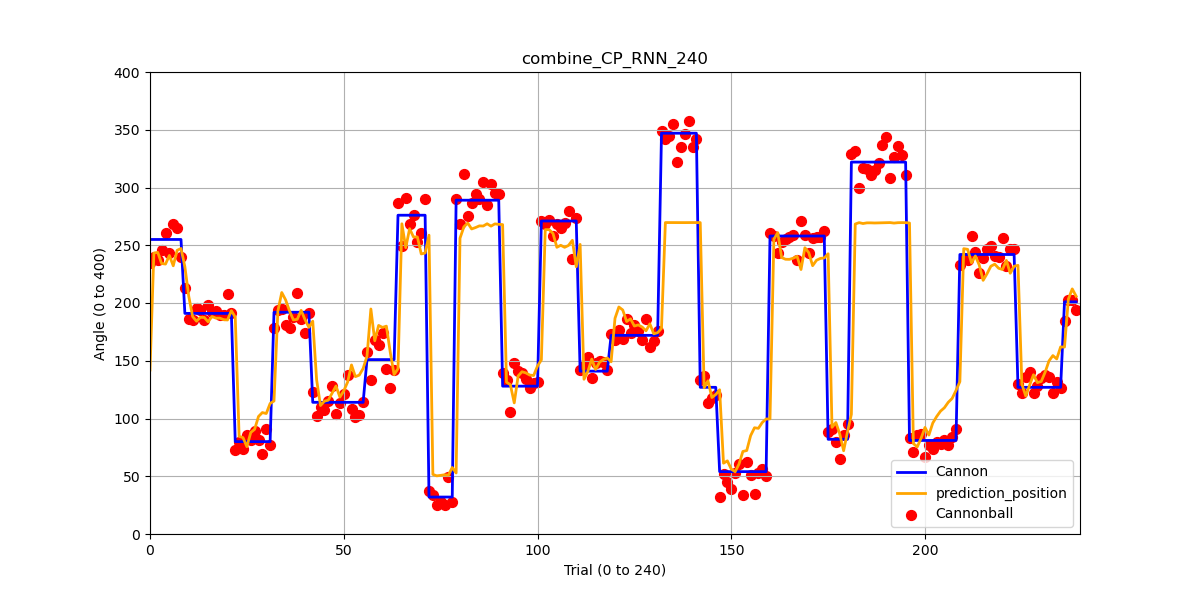 combine_CP_RNN_240
400
350
300
250
200
150
100
50
0
Angle (0 to 400)
0 50 100 150 200
Trial (0 to 240)
Cannon
prediction_position
Cannonball